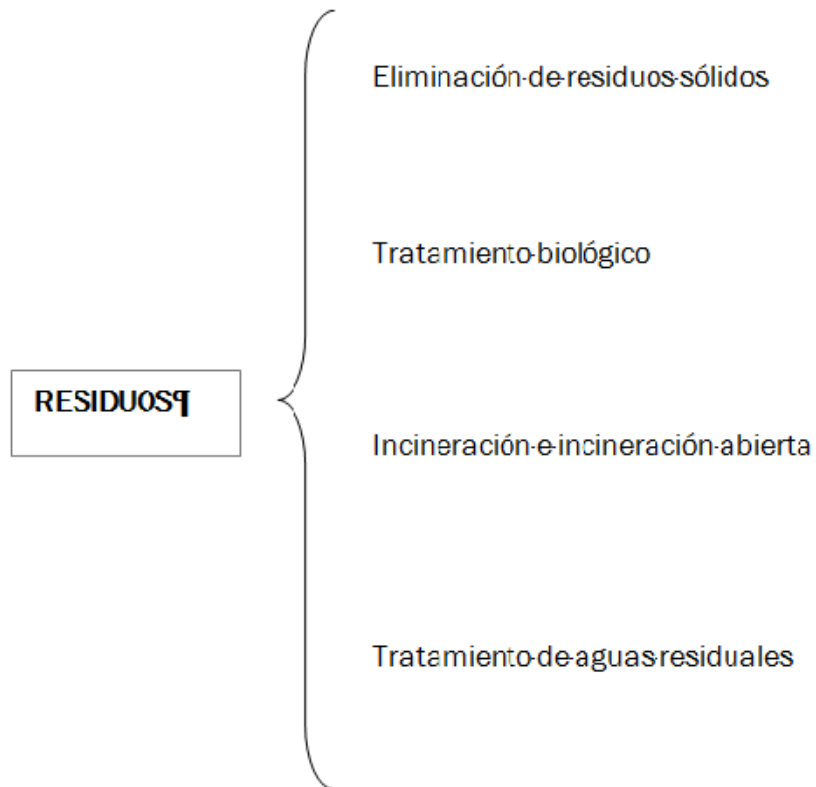 Eliminación·de·residuos·sólidos
Tratamiento·biológico
RESIDUOS¶
Incineración·e·incineración·abierta
Tratamiento·de·aguas·residuales